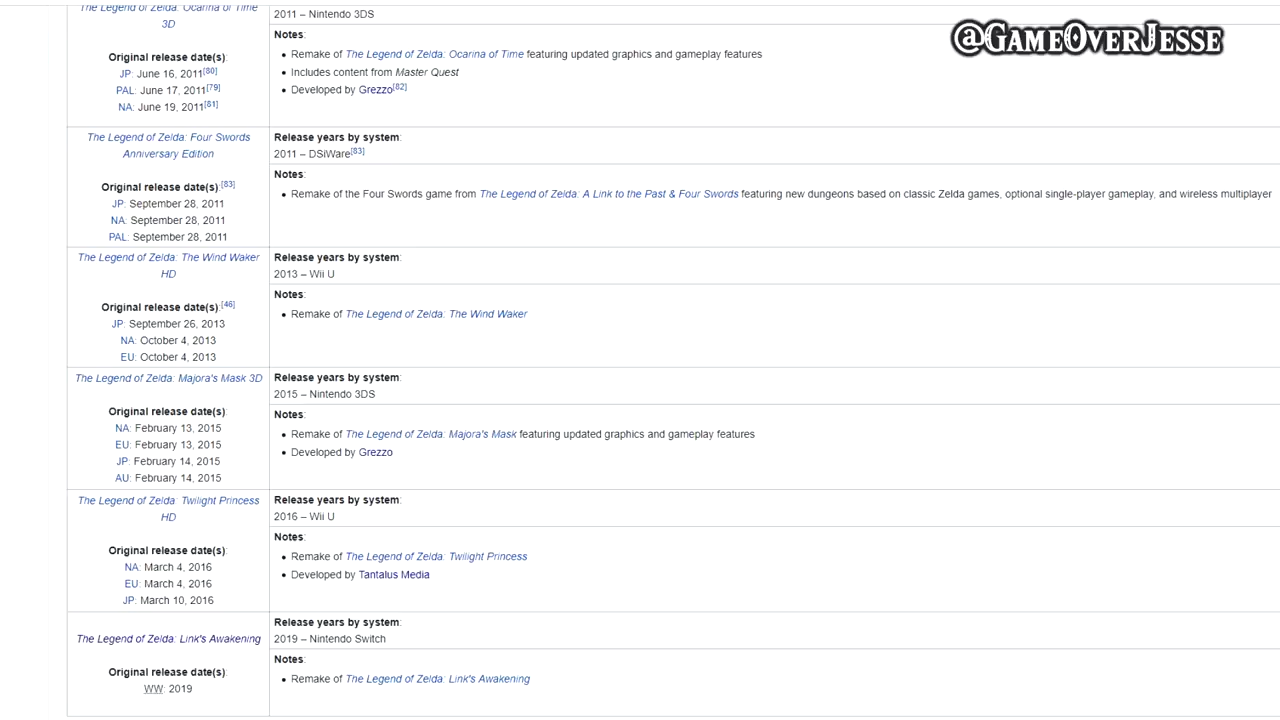 The Legend of Zelda: Ocarina of Time
3D
Original release date(s):
JP: June 16, 2011[80]
PAL: June 17, 2011[79]
NA: June 19, 2011[81]
2011 – Nintendo 3DS
Notes:
• Remake of The Legend of Zelda: Ocarina of Time featuring updated graphics and gameplay features
• Includes content from Master Quest
• Developed by Grezzo[82]
@GameOverJesse
The Legend of Zelda: Four Swords
Anniversary Edition
Original release date(s):[83]
JP: September 28, 2011
NA: September 28, 2011
PAL: September 28, 2011
Release years by system:
2011 – DSiWare[83]
Notes:
• Remake of the Four Swords game from The Legend of Zelda: A Link to the Past & Four Swords featuring new dungeons based on classic Zelda games, optional single-player gameplay, and wireless multiplayer
The Legend of Zelda: The Wind Waker
HD
Original release date(s):[46]
JP: September 26, 2013
NA: October 4, 2013
EU: October 4, 2013
Release years by system:
2013 – Wii U
Notes:
• Remake of The Legend of Zelda: The Wind Waker
The Legend of Zelda: Majora's Mask 3D
Original release date(s):
NA: February 13, 2015
EU: February 13, 2015
JP: February 14, 2015
AU: February 14, 2015
Release years by system:
2015 – Nintendo 3DS
Notes:
• Remake of The Legend of Zelda: Majora's Mask featuring updated graphics and gameplay features
• Developed by Grezzo
The Legend of Zelda: Twilight Princess
HD
Original release date(s):
NA: March 4, 2016
EU: March 4, 2016
JP: March 10, 2016
Release years by system:
2016 – Wii U
Notes:
• Remake of The Legend of Zelda: Twilight Princess
• Developed by Tantalus Media
The Legend of Zelda: Link's Awakening
Original release date(s):
WW: 2019
Release years by system:
2019 – Nintendo Switch
Notes:
• Remake of The Legend of Zelda: Link's Awakening